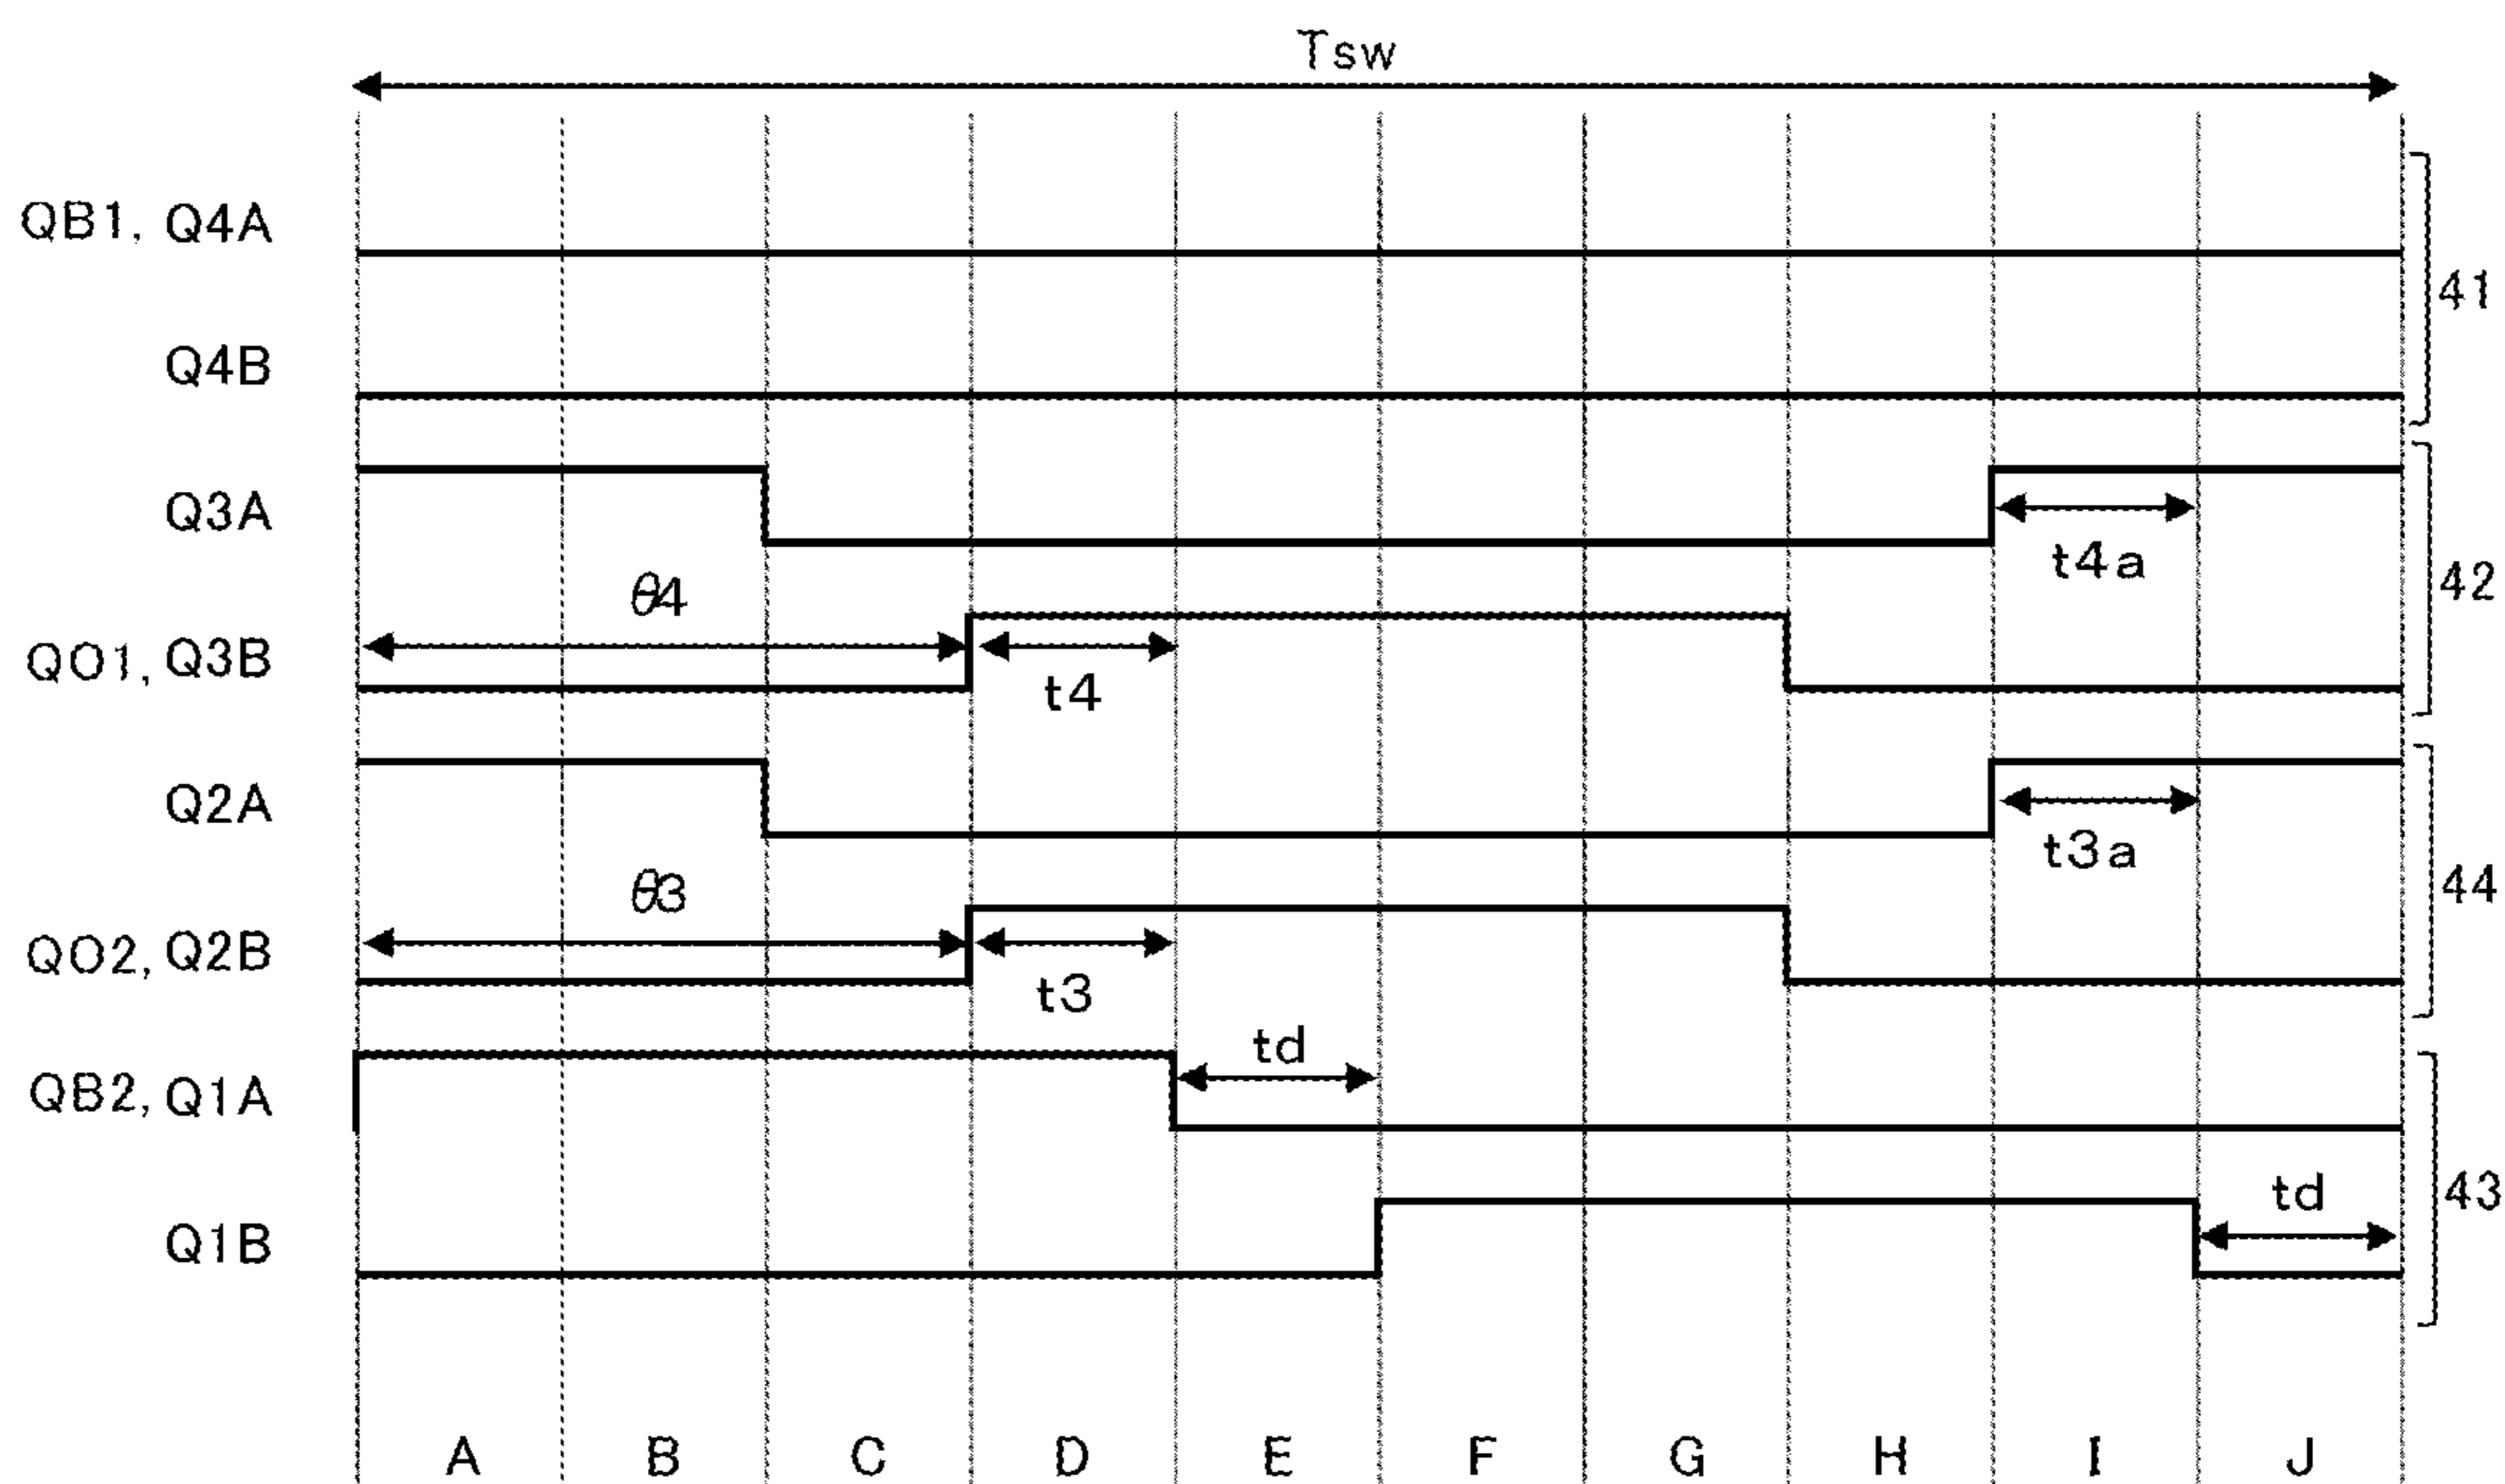 Tsw
QB1, Q4A
41
Q4B
Q3A
t4a
42
θ4
QO1, Q3B
t4
Q2A
t3a
44
θ3
QO2, Q2B
t3
td
QB2, Q1A
43
td
Q1B
A B C D E F G H I J